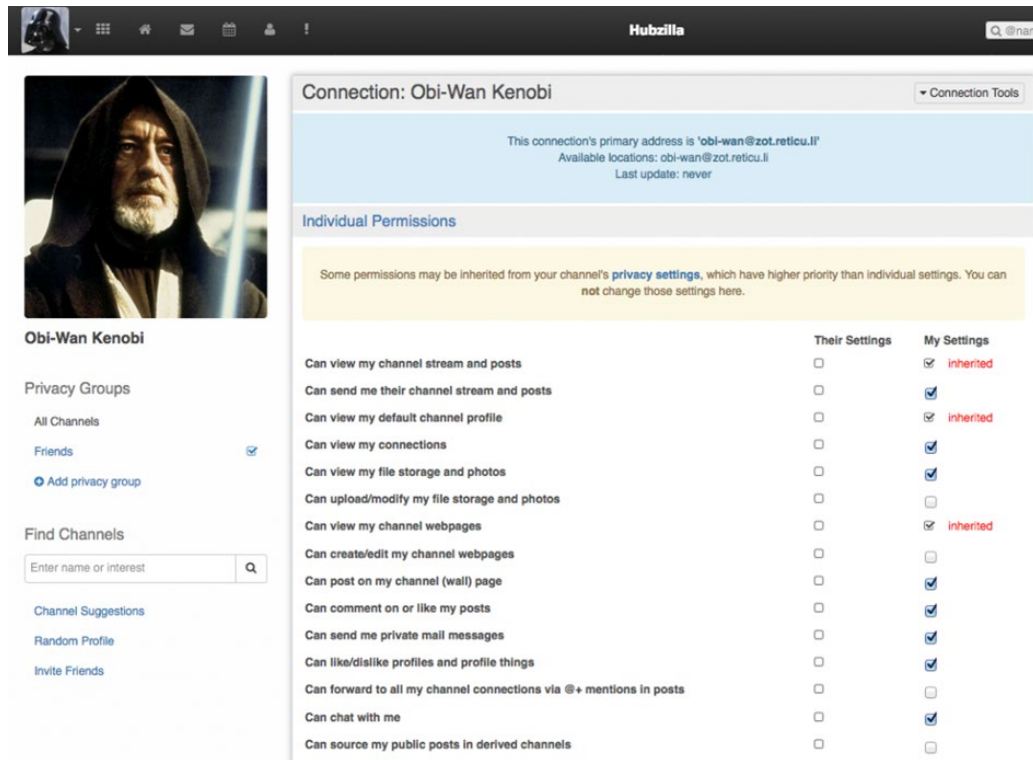 Hubzilla
@nam
Connection: Obi-Wan Kenobi
Connection Tools
This connection's primary address is 'obi-wan@zot.reticu.li'
Available locations: obi-wan@zot.reticu.li
Last update: never
Individual Permissions
Some permissions may be inherited from your channel's privacy settings, which have higher priority than individual settings. You can
not change those settings here.
Obi-Wan Kenobi
Privacy Groups
All Channels
Friends
Add privacy group
Find Channels
Enter name or interest
Channel Suggestions
Random Profile
Invite Friends
Their Settings My Settings
Can view my channel stream and posts inherited
Can send me their channel stream and posts
Can view my default channel profile inherited
Can view my connections
Can view my file storage and photos
Can upload/modify my file storage and photos
Can view my channel webpages inherited
Can create/edit my channel webpages
Can post on my channel (wall) page
Can comment on or like my posts
Can send me private mail messages
Can like/dislike profiles and profile things
Can forward to all my channel connections via @+ mentions in posts
Can chat with me
Can source my public posts in derived channels